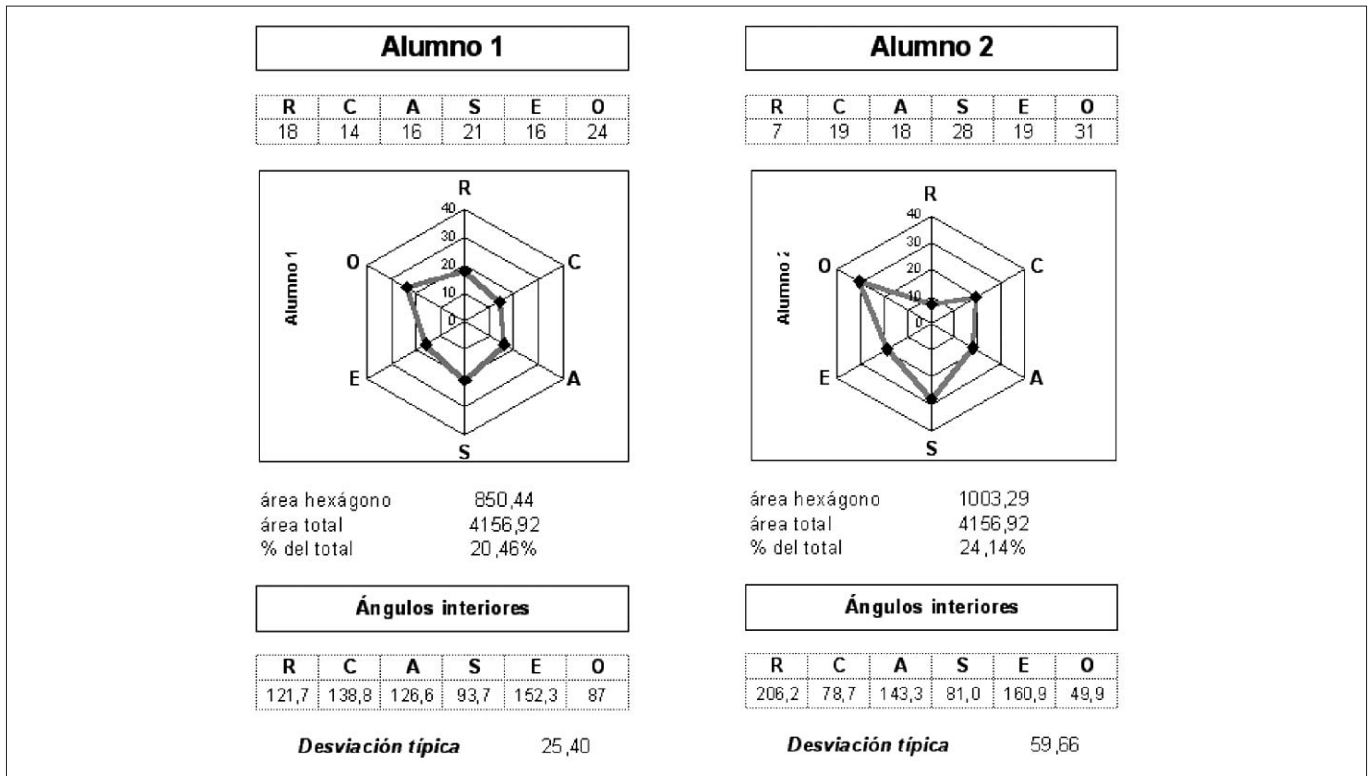 Alumno 1
R C A S E O
18 14 16 21 16 24
Alumno 1
R
40
30
20
10
0
O
C
E
A
S
área hexágono 850,44
área total 4156,92
% del total 20,46%
Ángulos interiores
R C A S E O
121,7 138,8 126,6 93,7 152,3 87
Desviación típica 25,40
Alumno 2
R C A S E O
7 19 18 28 19 31
Alumno 2
R
40
30
20
10
0
O
C
E
A
S
área hexágono 1003,29
área total 4156,92
% del total 24,14%
Ángulos interiores
R C A S E O
206,2 78,7 143,3 81,0 160,9 49,9
Desviación típica 59,66